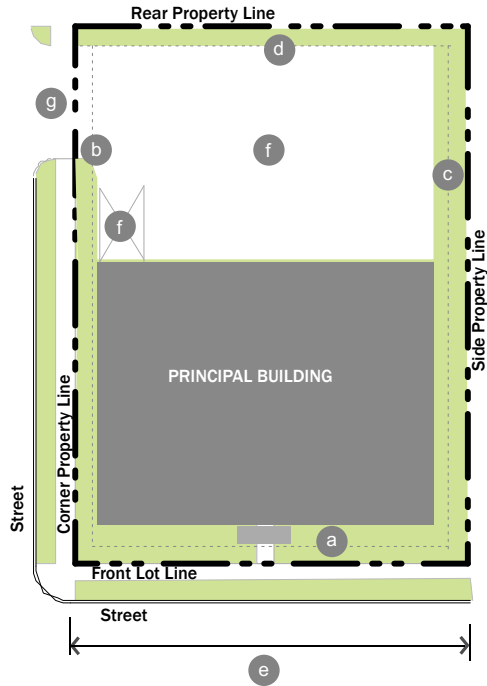 Rear Property Line
d
g
b
f
c
f
Side Property Line
PRINCIPAL BUILDING
Corner Property Line
Street
a
Front Lot Line
Street
e